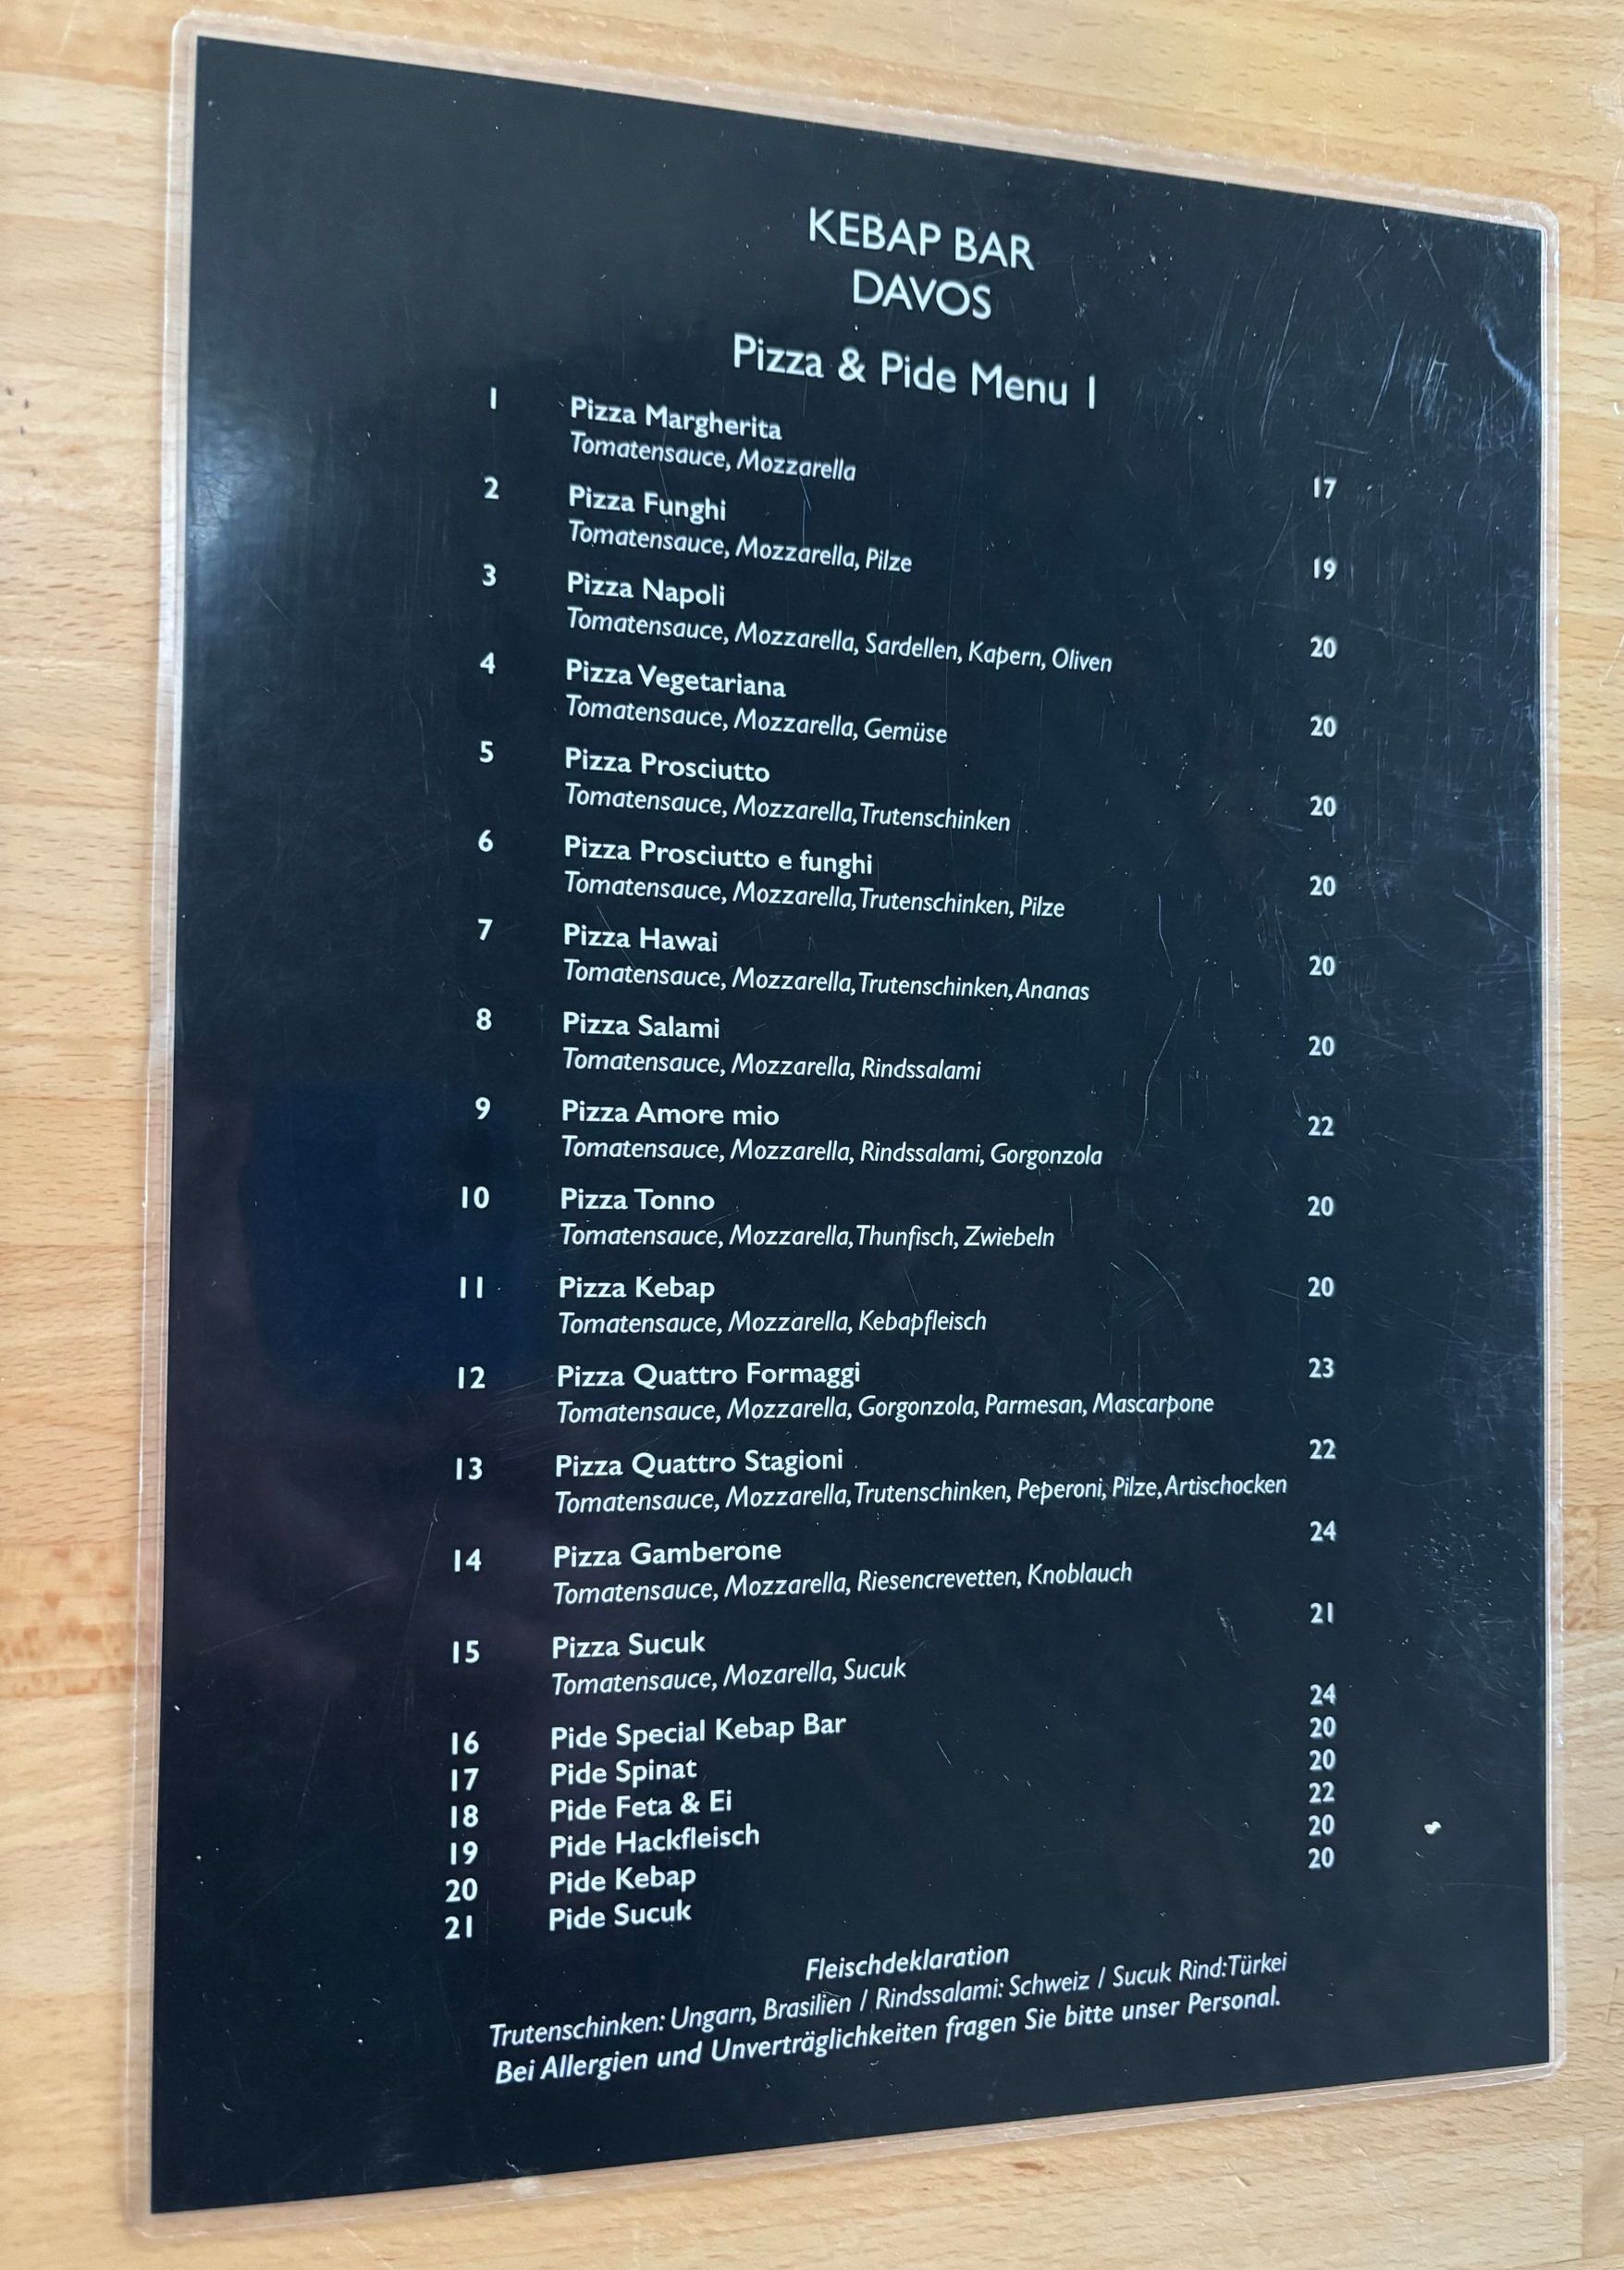 KEBAP BAR
DAVOS
Pizza & Pide Menu 1
1 Pizza Margherita 17
Tomatensauce, Mozzarella
2 Pizza Funghi 19
Tomatensauce, Mozzarella, Pilze
3 Pizza Napoli 20
Tomatensauce, Mozzarella, Sardellen, Kapern, Oliven
4 Pizza Vegetariana 20
Tomatensauce, Mozzarella, Gemüse
5 Pizza Prosciutto 20
Tomatensauce, Mozzarella, Trutenschinken
6 Pizza Prosciutto e funghi 20
Tomatensauce, Mozzarella, Trutenschinken, Pilze
7 Pizza Hawai 20
Tomatensauce, Mozzarella, Trutenschinken, Ananas
8 Pizza Salami 20
Tomatensauce, Mozzarella, Rindssalami
9 Pizza Amore mio 22
Tomatensauce, Mozzarella, Rindssalami, Gorgonzola
10 Pizza Tonno 20
Tomatensauce, Mozzarella, Thunfisch, Zwiebeln
11 Pizza Kebap 20
Tomatensauce, Mozzarella, Kebapfleisch
12 Pizza Quattro Formaggi 23
Tomatensauce, Mozzarella, Gorgonzola, Parmesan, Mascarpone
13 Pizza Quattro Stagioni 22
Tomatensauce, Mozzarella, Trutenschinken, Peperoni, Pilze, Artischocken
14 Pizza Gamberone 24
Tomatensauce, Mozzarella, Riesencrevetten, Knoblauch
15 Pizza Sucuk 21
Tomatensauce, Mozarella, Sucuk
16 Pide Special Kebap Bar 24
17 Pide Spinat 20
18 Pide Feta & Ei 20
19 Pide Hackfleisch 22
20 Pide Kebap 20
21 Pide Sucuk 20
Fleischdeklaration
Trutenschinken: Ungarn, Brasilien / Rindssalami: Schweiz / Sucuk Rind:Türkei
Bei Allergien und Unverträglichkeiten fragen Sie bitte unser Personal.